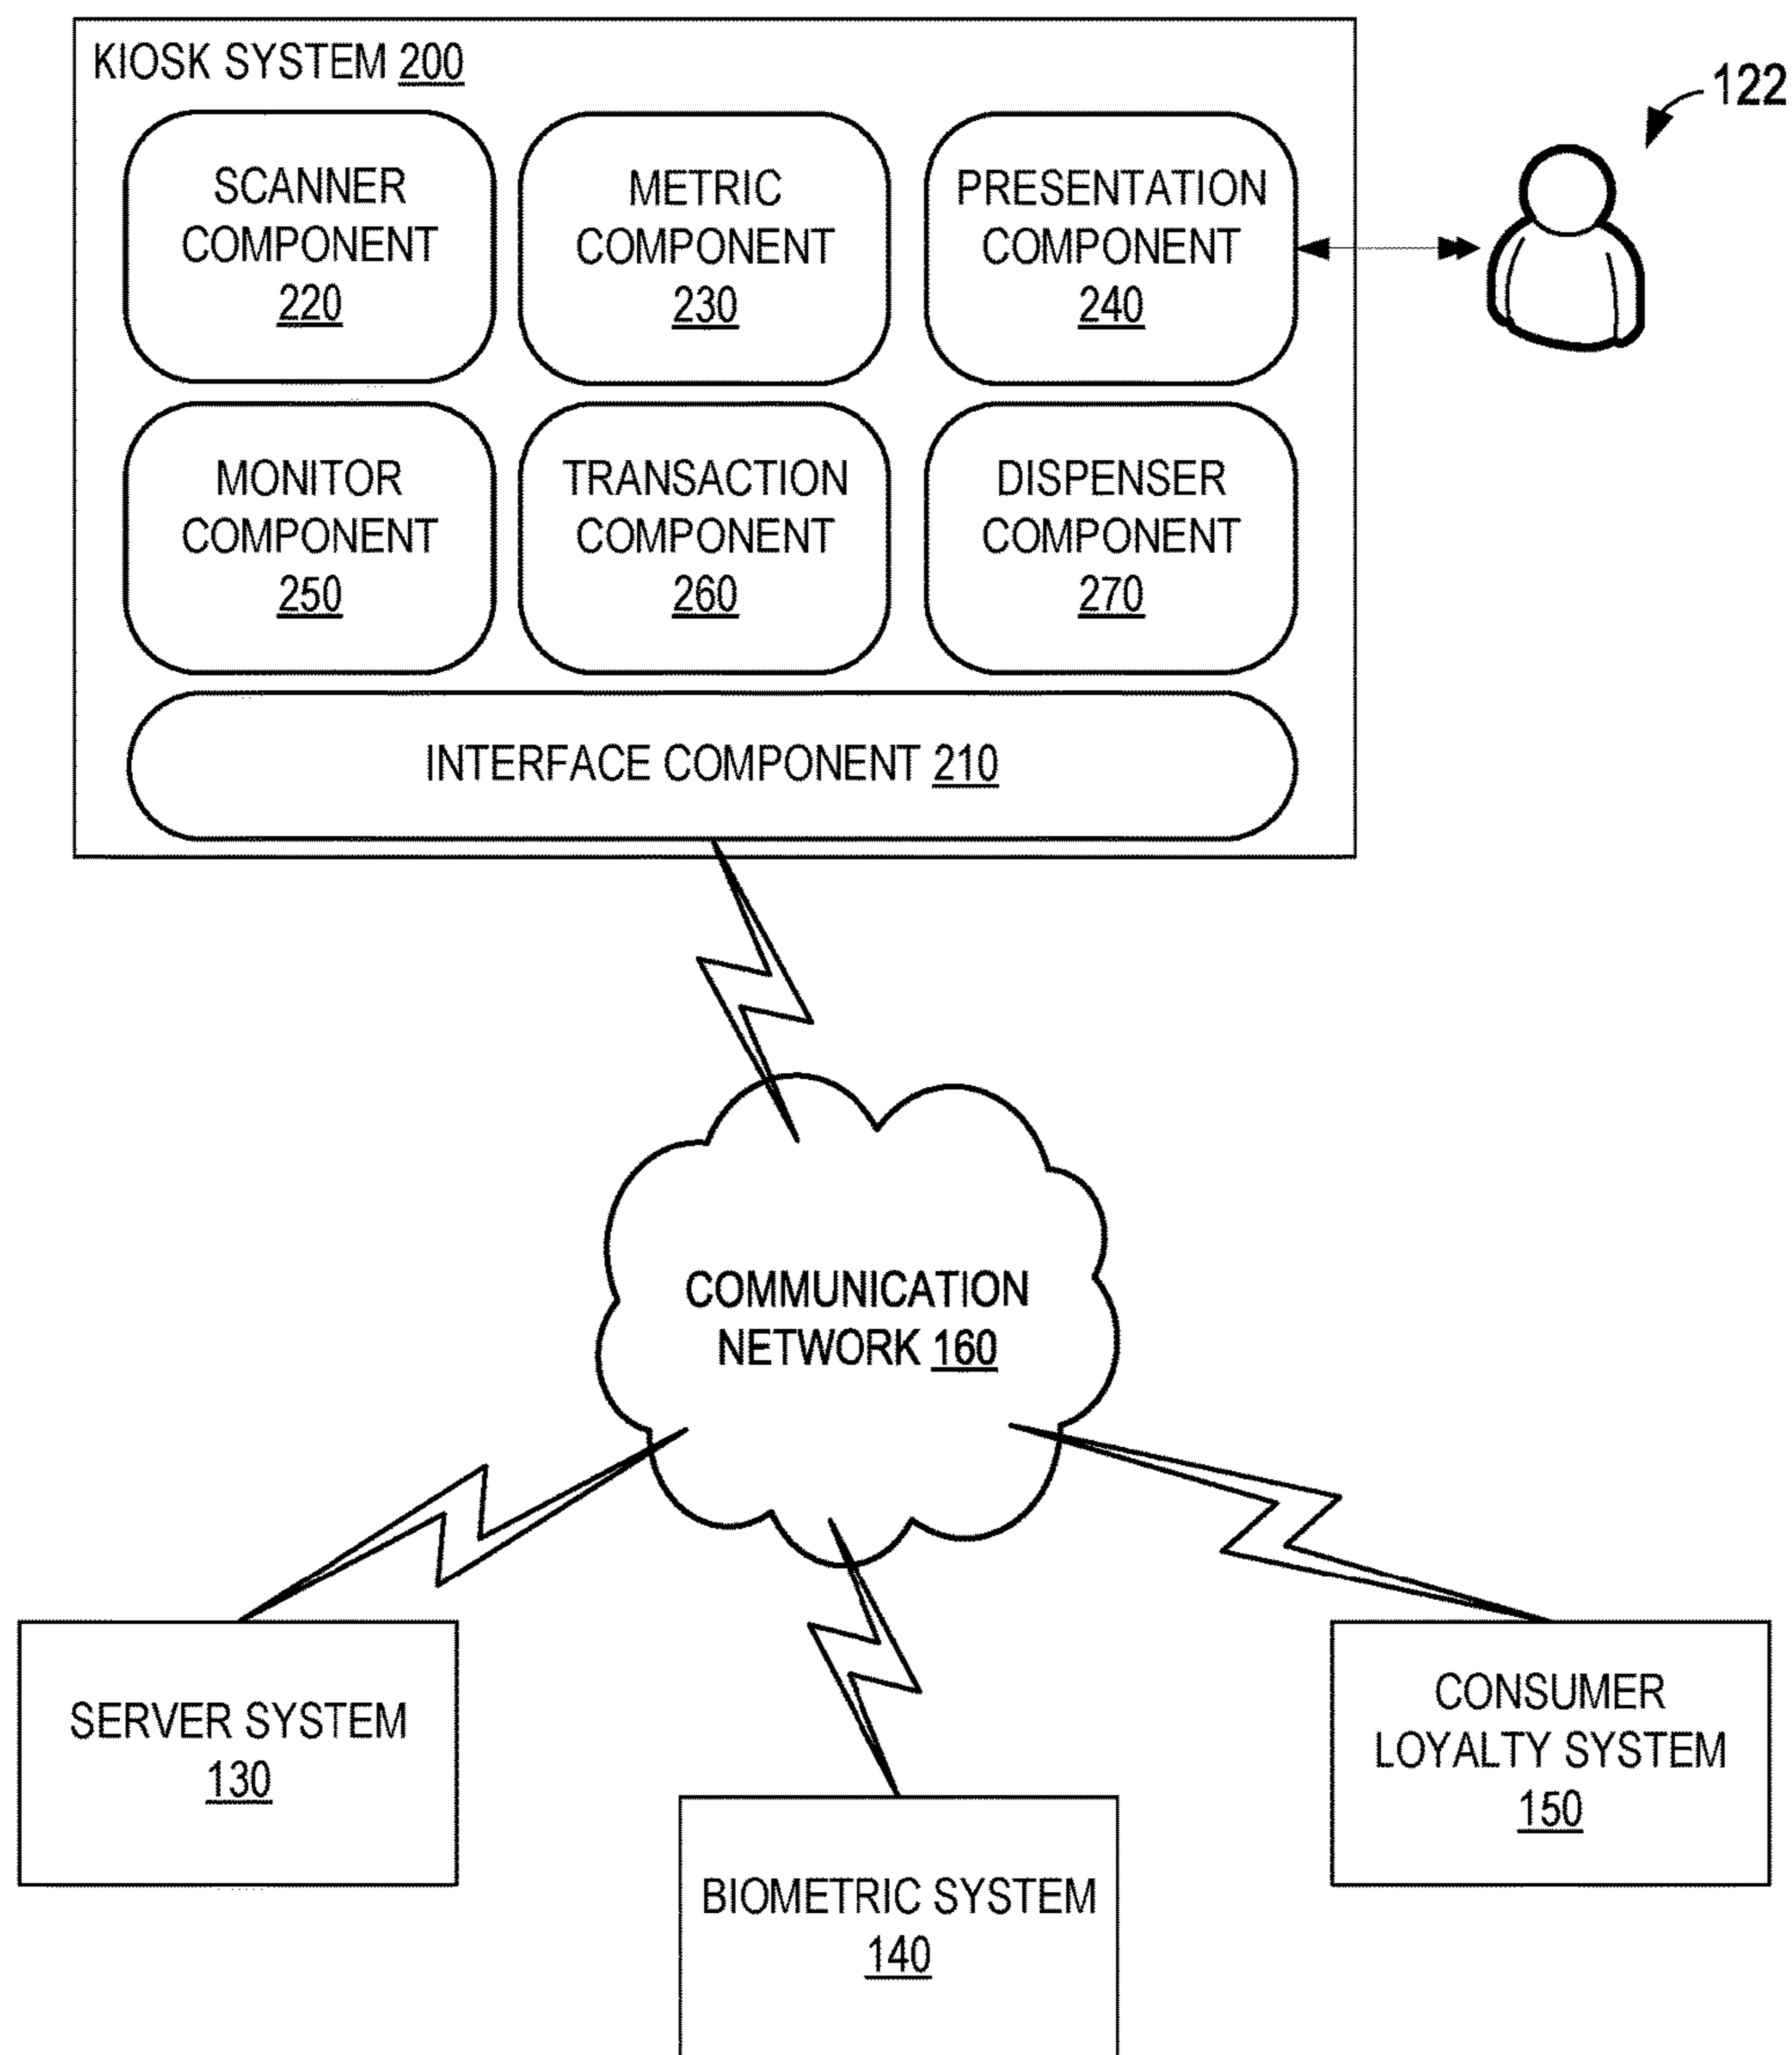 KIOSK SYSTEM 200
122
SCANNER
COMPONENT
220
METRIC
COMPONENT
230
PRESENTATION
COMPONENT
240
MONITOR
COMPONENT
250
TRANSACTION
COMPONENT
260
DISPENSER
COMPONENT
270
INTERFACE COMPONENT 210
COMMUNICATION
NETWORK 160
SERVER SYSTEM
130
BIOMETRIC SYSTEM
140
CONSUMER
LOYALTY SYSTEM
150